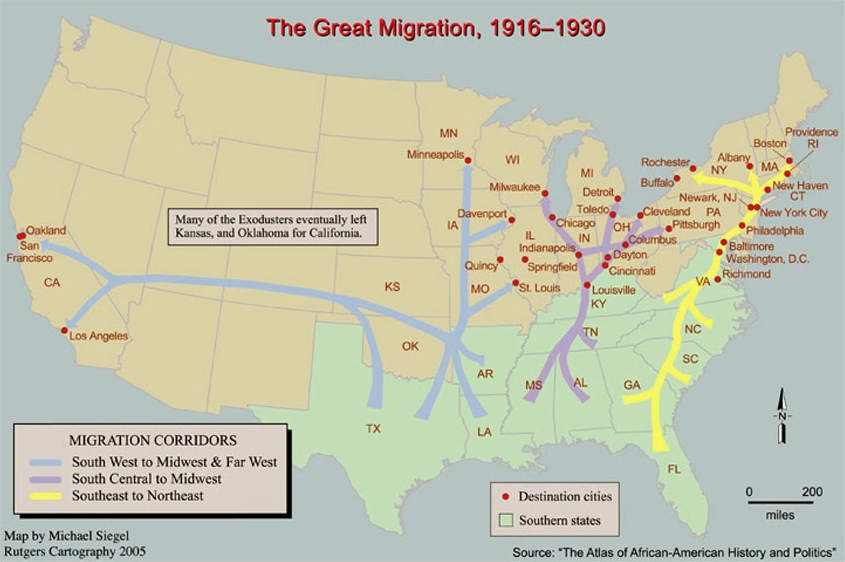 The Great Migration, 1916–1930
MN
Minneapolis
WI
MI
Milwaukee
Detroit
Toledo
Rochester
Buffalo
Albany
NY
Boston
MA
Providence
RI
New Haven
CT
Newark, NJ
New York City
PA
Cleveland
OH
Pittsburgh
Philadelphia
Columbus
Baltimore
Washington, D.C.
Richmond
VA
Davenport
IA
IL
Chicago
IN
Indianapolis
Dayton
Cincinnati
Quincy
Springfield
MO
St. Louis
Louisville
KY
Many of the Exodusters eventually left
Kansas, and Oklahoma for California.
Oakland
San
Francisco
CA
Los Angeles
KS
OK
AR
TN
NC
SC
MS
AL
GA
TX
LA
FL
MIGRATION CORRIDORS
South West to Midwest & Far West
South Central to Midwest
Southeast to Northeast
Destination cities
Southern states
N
0 200
miles
Map by Michael Siegel
Rutgers Cartography 2005
Source: “The Atlas of African-American History and Politics”